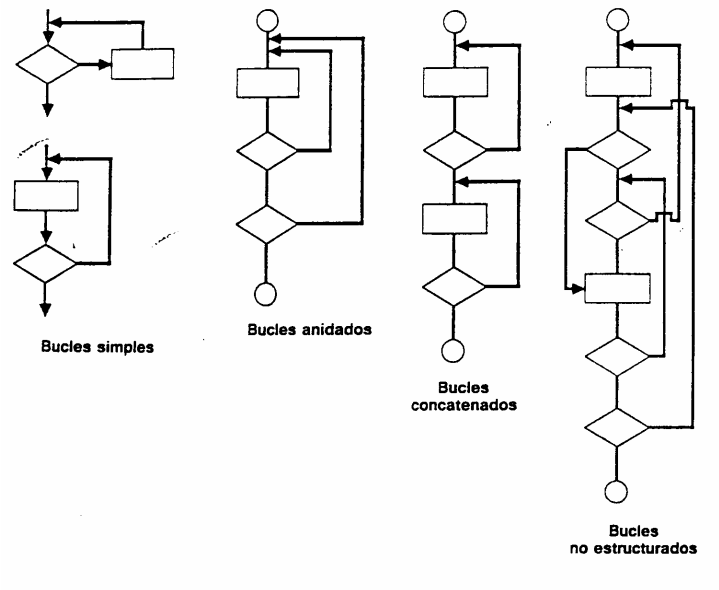 Bucles simples
Bucles anidados
Bucles
concatenados
Bucles
no estructurados